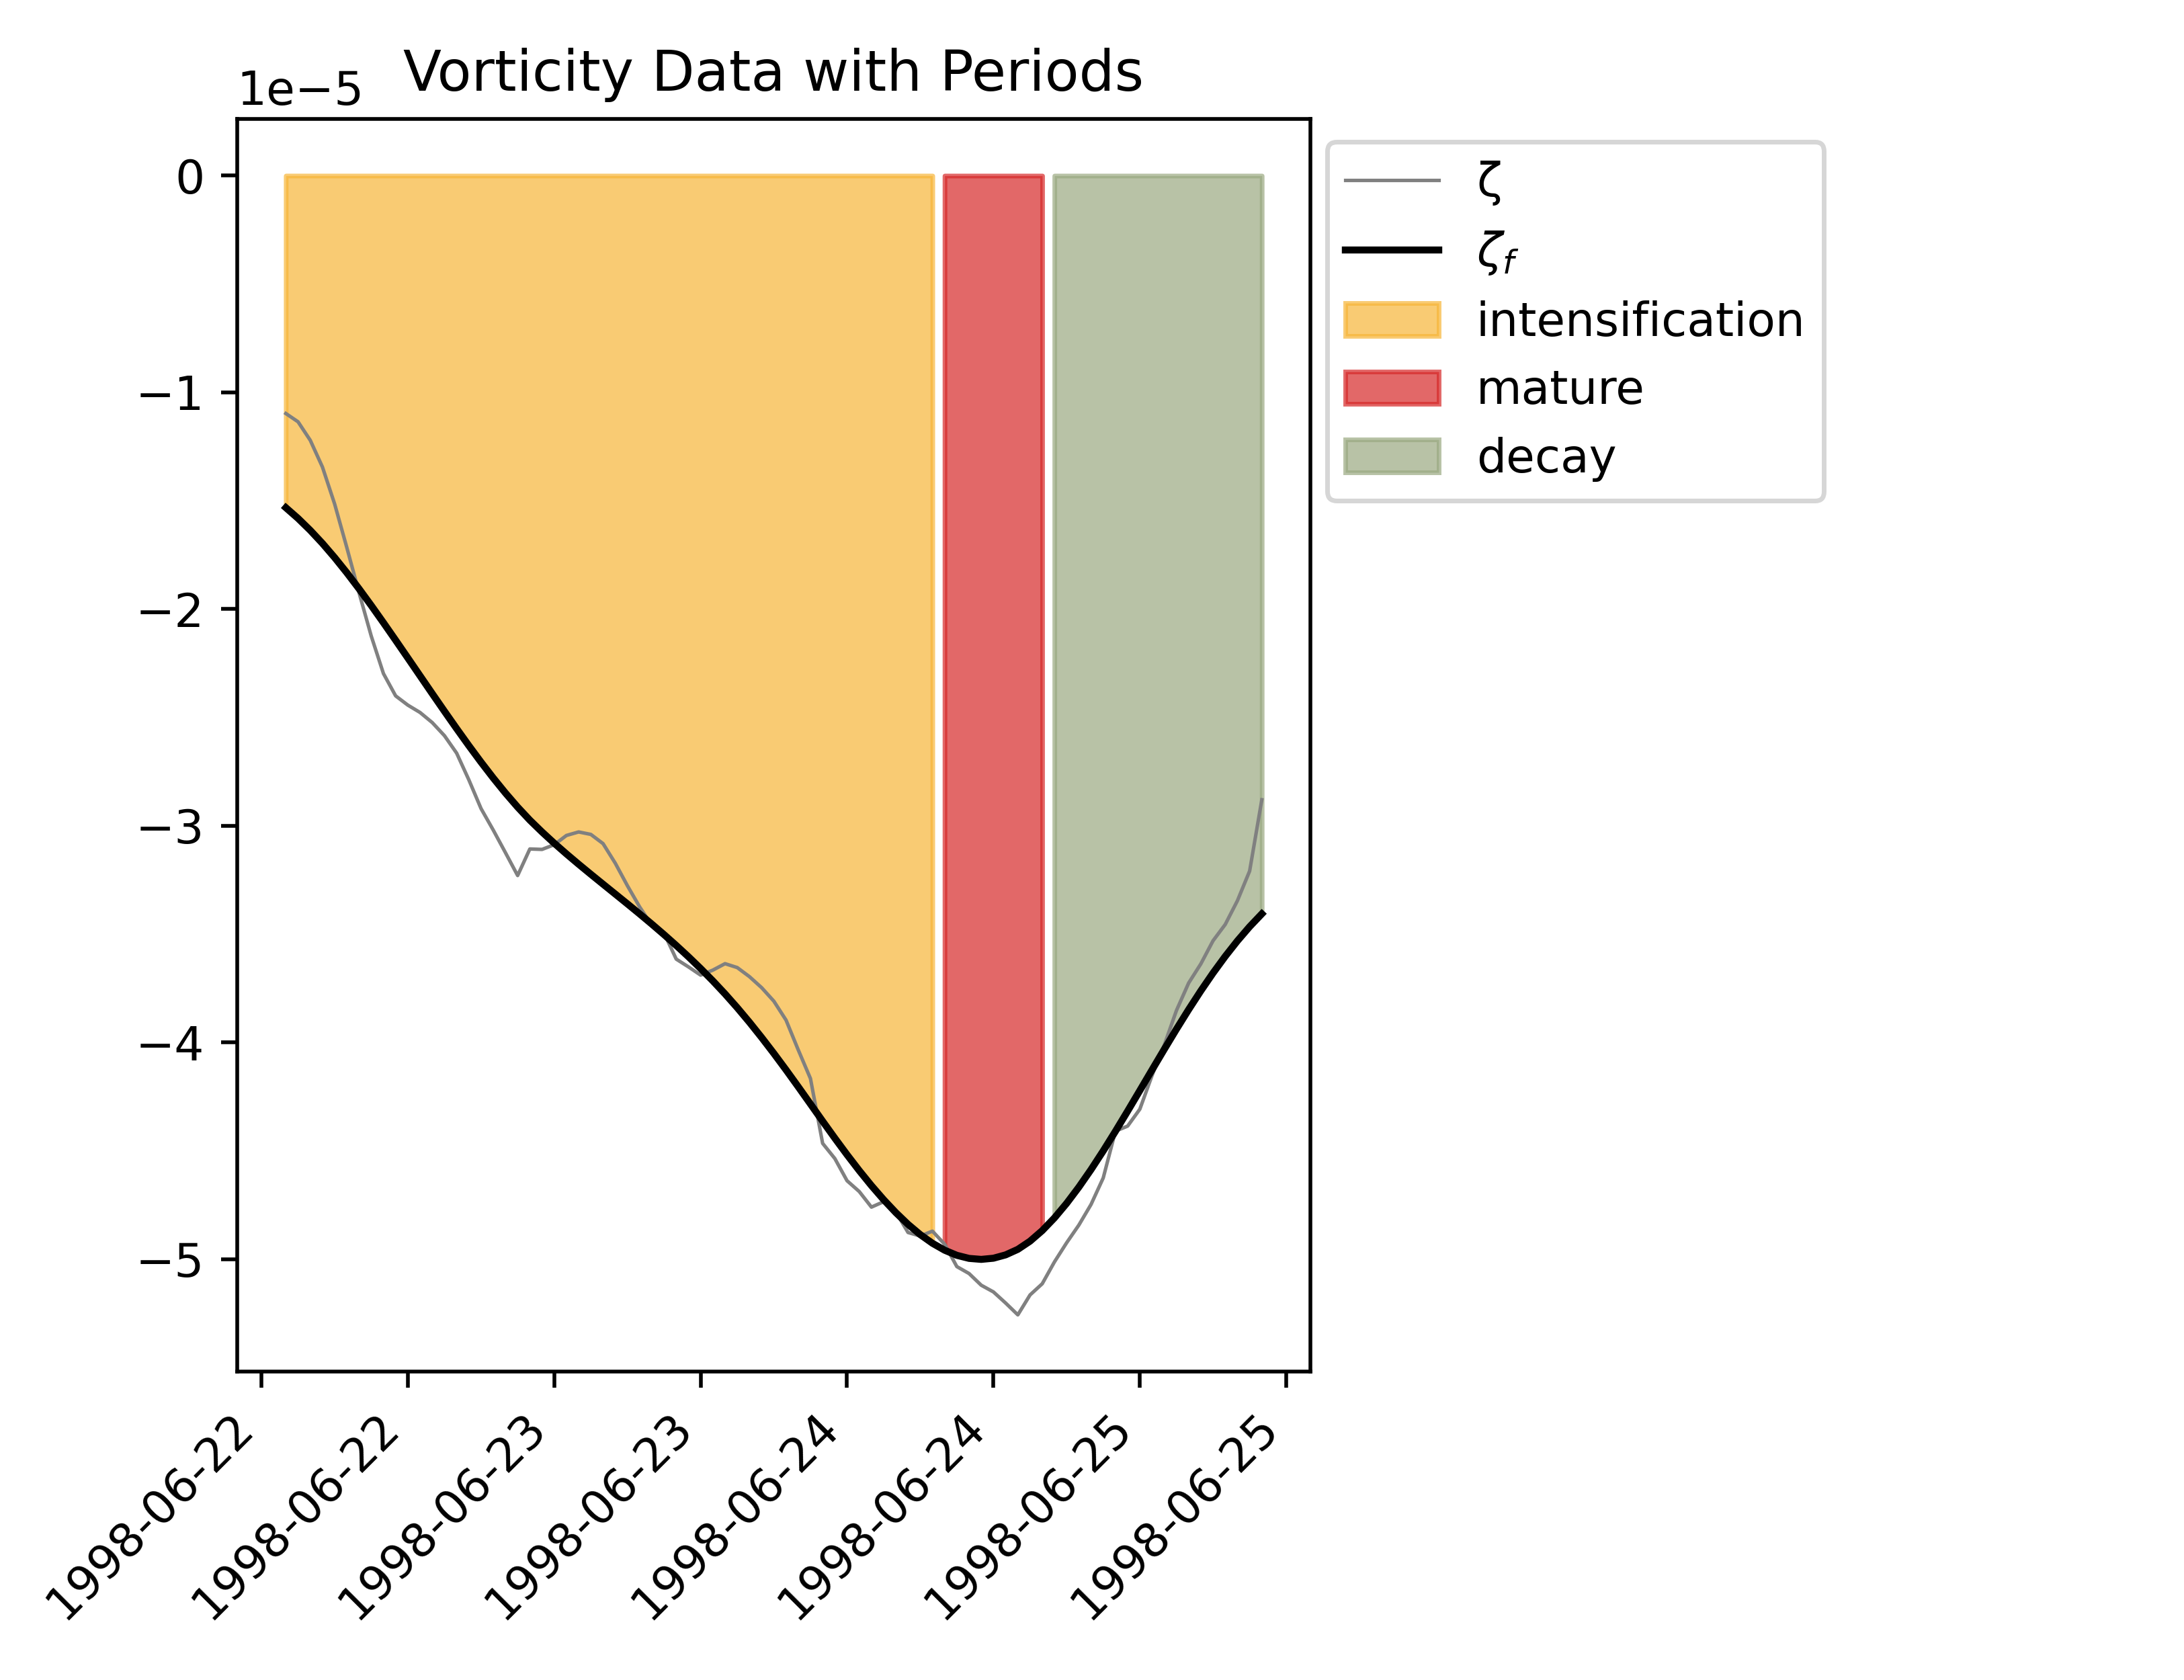 Vorticity Data with Periods
1e−5
0
−1
−2
−3
−4
−5
1998-06-22
1998-06-22
1998-06-23
1998-06-23
1998-06-24
1998-06-24
1998-06-25
1998-06-25
ζ
ζf
intensification
mature
decay